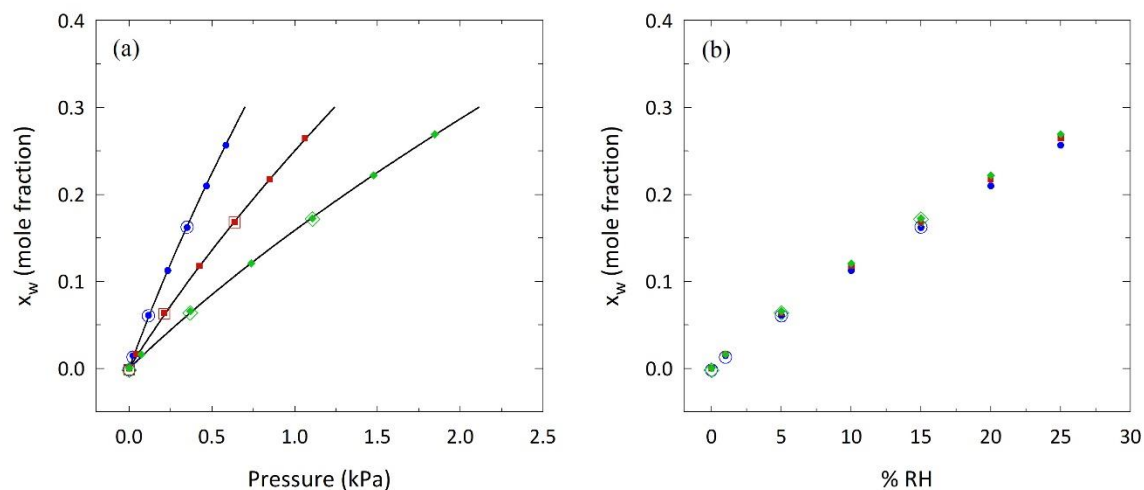 (a)
x_w (mole fraction)
0.4
0.3
0.2
0.1
0.0
0.0 0.5 1.0 1.5 2.0 2.5
Pressure (kPa)
(b)
x_w (mole fraction)
0.4
0.3
0.2
0.1
0.0
0 5 10 15 20 25 30
% RH